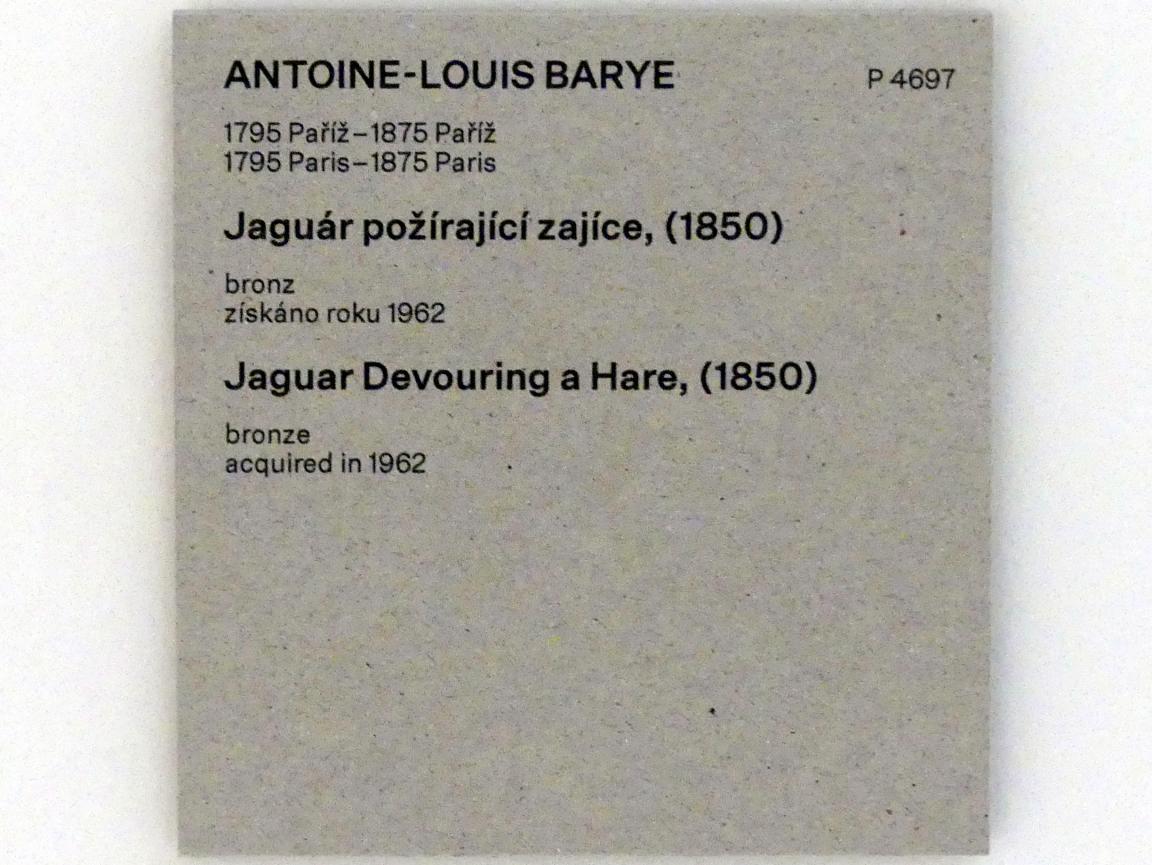 ANTOINE-LOUIS BARYE P 4697
1795 Paříž–1875 Paříž
1795 Paris–1875 Paris
Jaguár požírající zajíce, (1850)
bronz
získáno roku 1962
Jaguar Devouring a Hare, (1850)
bronze
acquired in 1962